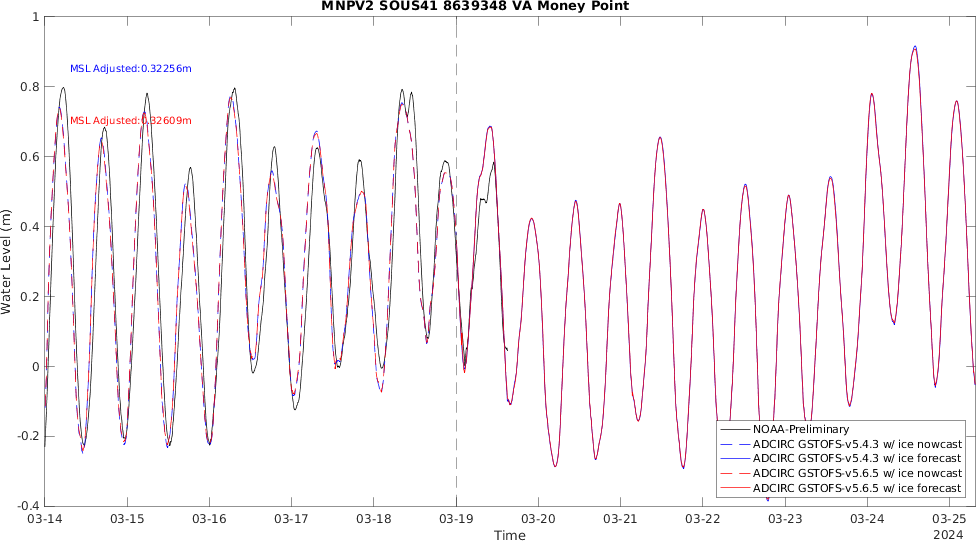 MNPV2 SOUS41 8639348 VA Money Point
1
0.8
0.6
0.4
0.2
0
-0.2
-0.4
Water Level (m)
MSL Adjusted:0.32256m
MSL Adjusted:0.32609m
NOAA-Preliminary
ADCIRC GSTOFS-v5.4.3 w/ ice nowcast
ADCIRC GSTOFS-v5.4.3 w/ ice forecast
ADCIRC GSTOFS-v5.6.5 w/ ice nowcast
ADCIRC GSTOFS-v5.6.5 w/ ice forecast
03-14 03-15 03-16 03-17 03-18 03-19 03-20 03-21 03-22 03-23 03-24 03-25
2024
Time